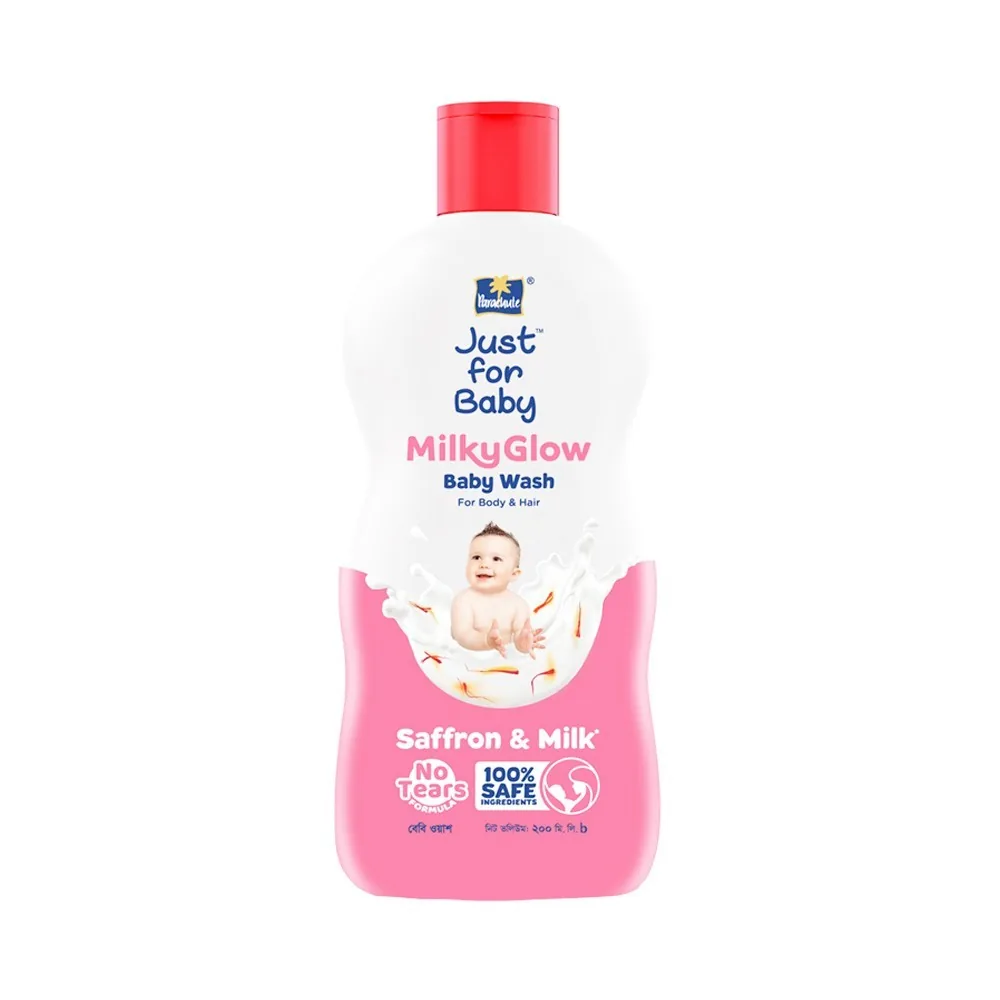 Parachute ®
Just™
for
Baby
MilkyGlow
Baby Wash
For Body & Hair
Saffron & Milk*
No
Tears
FORMULA
100%
SAFE
INGREDIENTS
বেবি ওয়াশ
নিট ভলিউম: ২০০ মি. লি. b